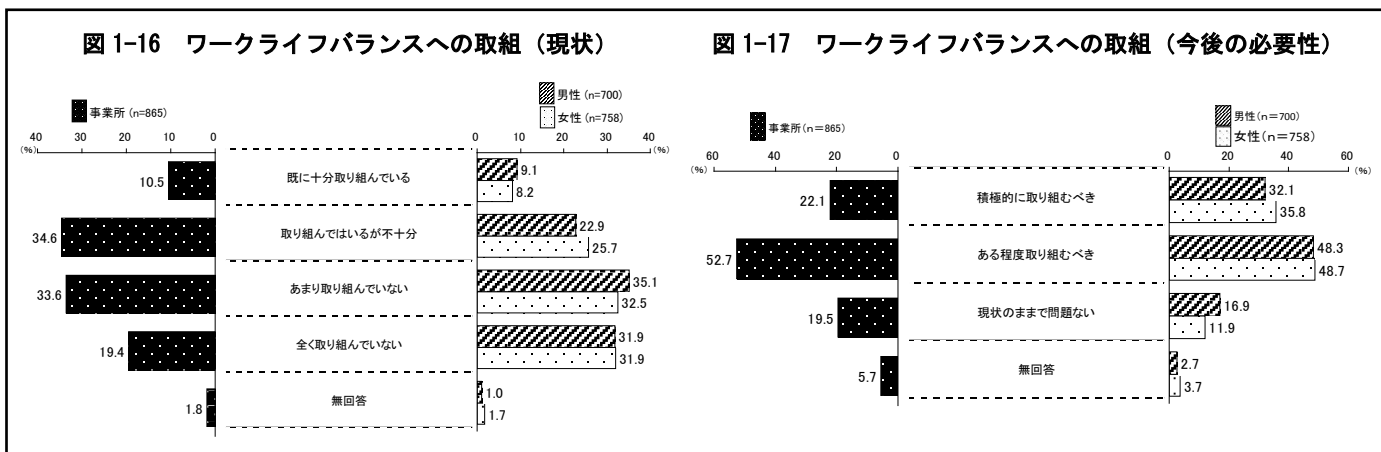 図 1-16 ワークライフバランスへの取組（現状）
事業所 (n=865)
男性 (n=700)
女性 (n=758)
40 30 20 10 0
(%)
0 10 20 30 40
(%)
10.5 既に十分取り組んでいる 9.1
8.2
34.6 取り組んではいるが不十分 22.9
25.7
33.6 あまり取り組んでいない 35.1
32.5
19.4 全く取り組んでいない 31.9
31.9
1.8 無回答 1.0
1.7
図 1-17 ワークライフバランスへの取組（今後の必要性）
事業所（n＝865）
男性（n＝700）
女性（n＝758）
60 40 20 0
(%)
0 20 40 60
(%)
22.1 積極的に取り組むべき 32.1
35.8
52.7 ある程度取り組むべき 48.3
48.7
19.5 現状のままで問題ない 16.9
11.9
5.7 無回答 2.7
3.7